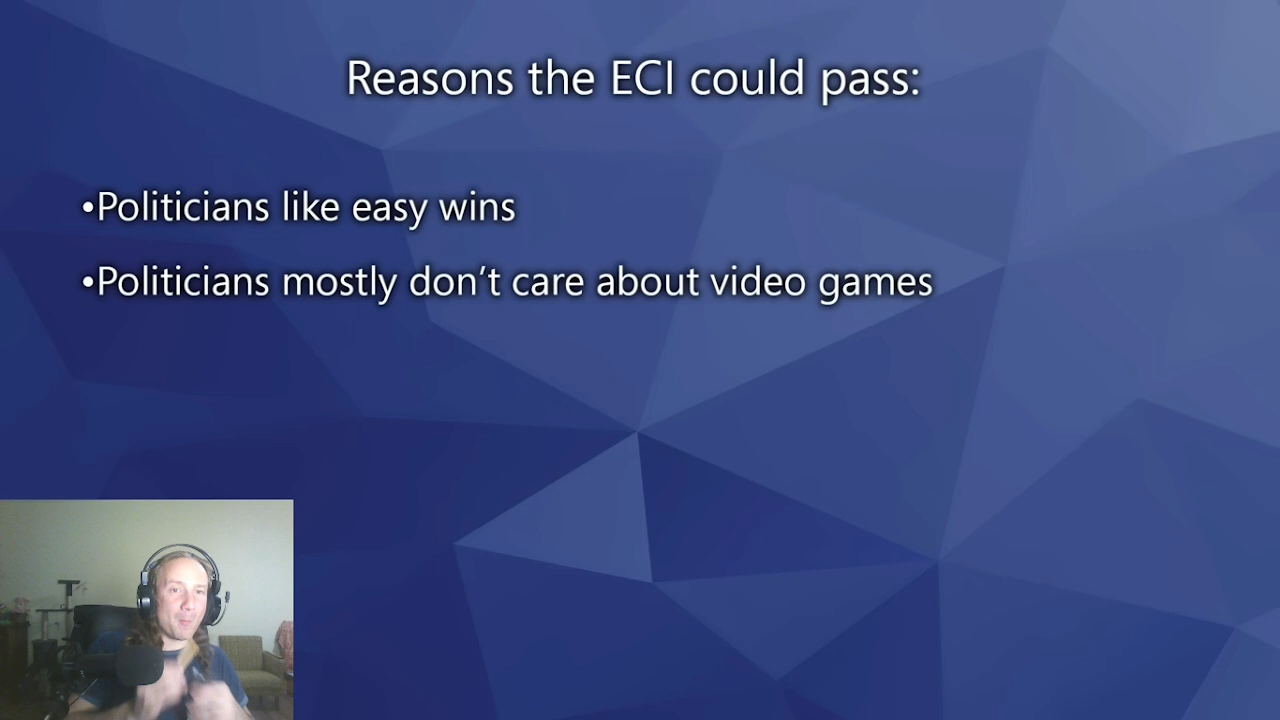 Reasons the ECI could pass:
•Politicians like easy wins
•Politicians mostly don’t care about video games